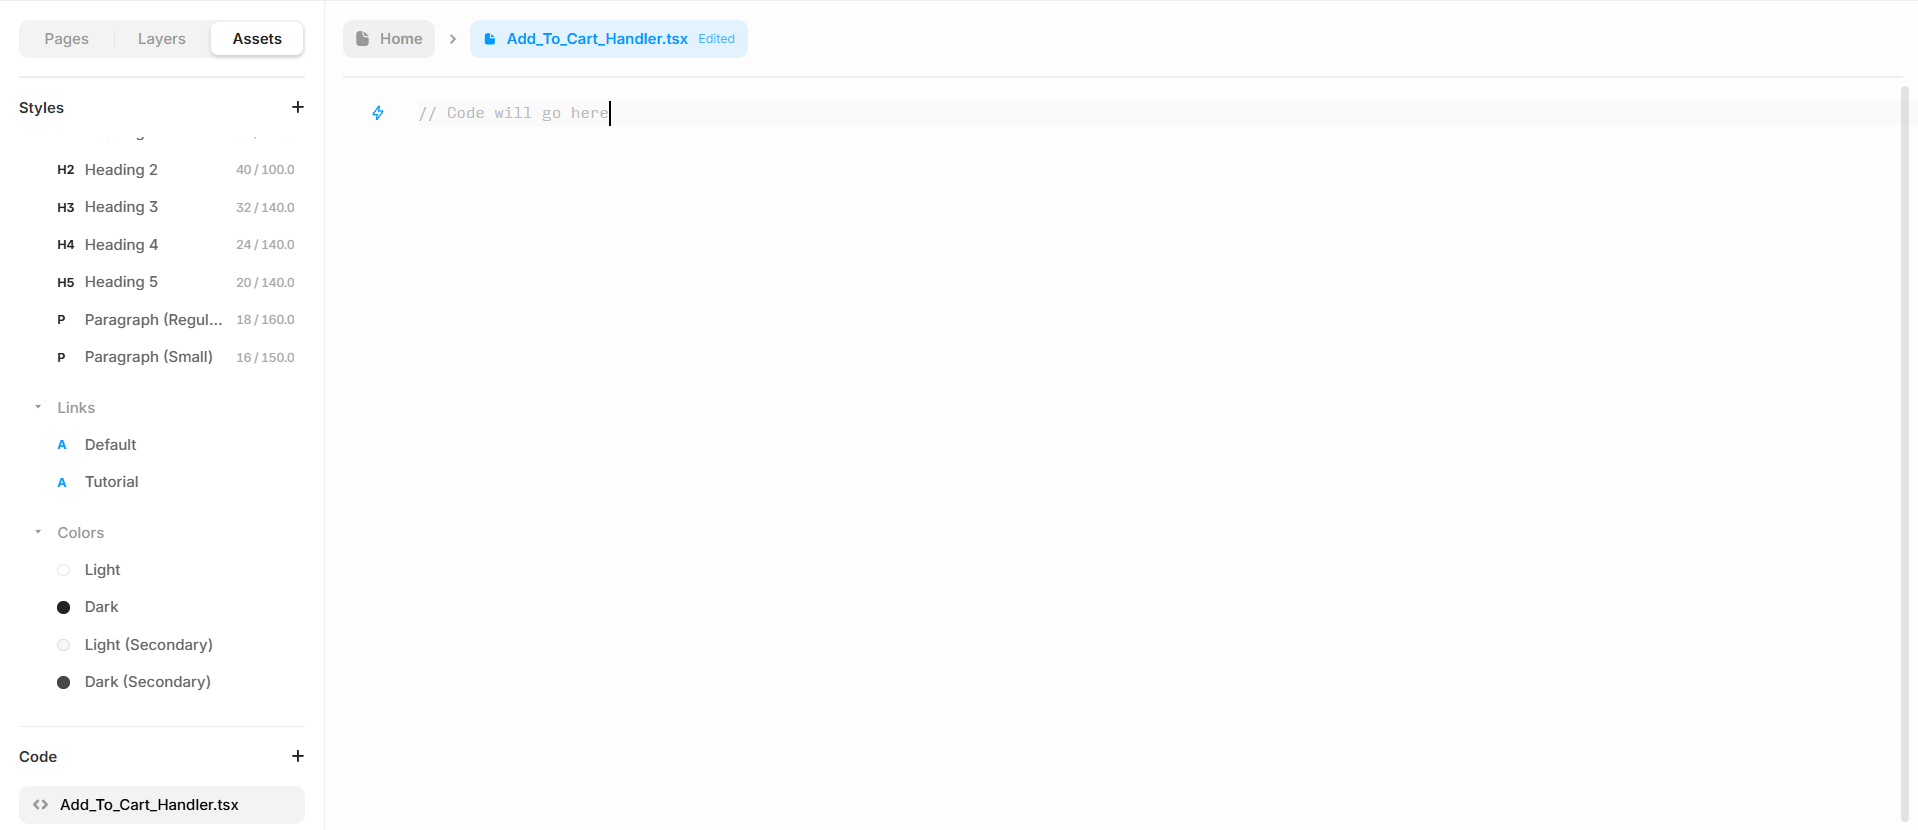 Pages Layers Assets
Styles
H2 Heading 2 40 / 100.0
H3 Heading 3 32 / 140.0
H4 Heading 4 24 / 140.0
H5 Heading 5 20 / 140.0
P Paragraph (Regul... 18 / 160.0
P Paragraph (Small) 16 / 150.0
Links
A Default
A Tutorial
Colors
Light
Dark
Light (Secondary)
Dark (Secondary)
Code
Add_To_Cart_Handler.tsx
Home Add_To_Cart_Handler.tsx Edited
// Code will go here